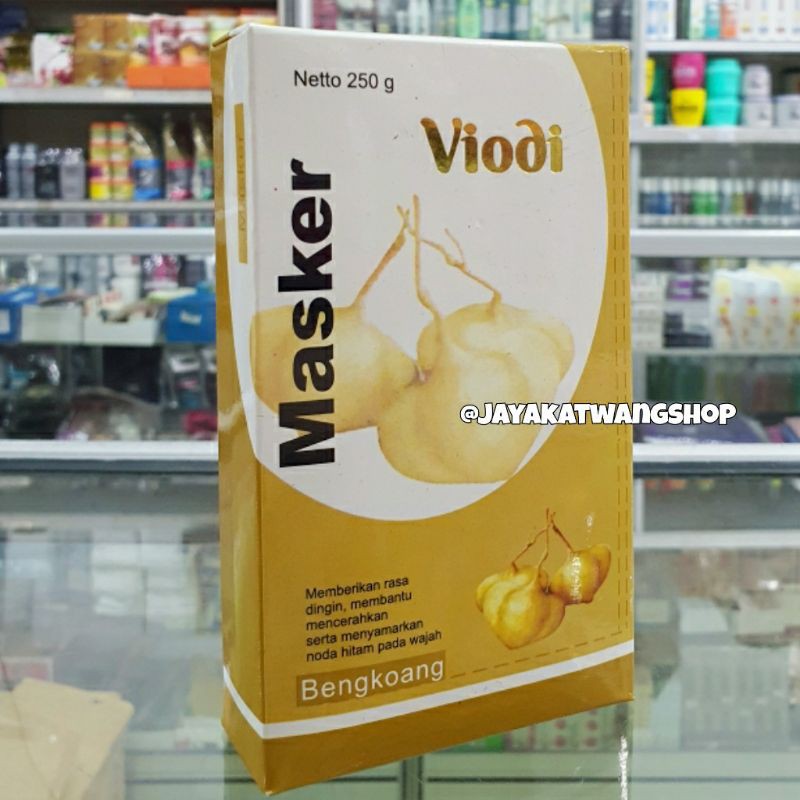 Netto 250 g
Viodi
Masker
@JAYAKATWANGSHOP
Memberikan rasa
dingin, membantu
mencerahkan
serta menyamarkan
noda hitam pada wajah
Bengkoang